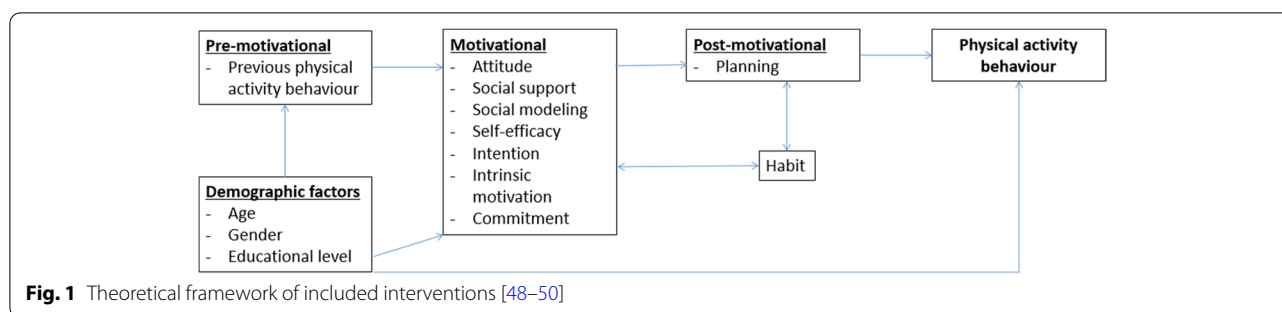 Pre-motivational
- Previous physical
activity behaviour
Demographic factors
- Age
- Gender
- Educational level
Motivational
- Attitude
- Social support
- Social modeling
- Self-efficacy
- Intention
- Intrinsic
motivation
- Commitment
Post-motivational
- Planning
Habit
Physical activity
behaviour
Fig. 1 Theoretical framework of included interventions [48–50]